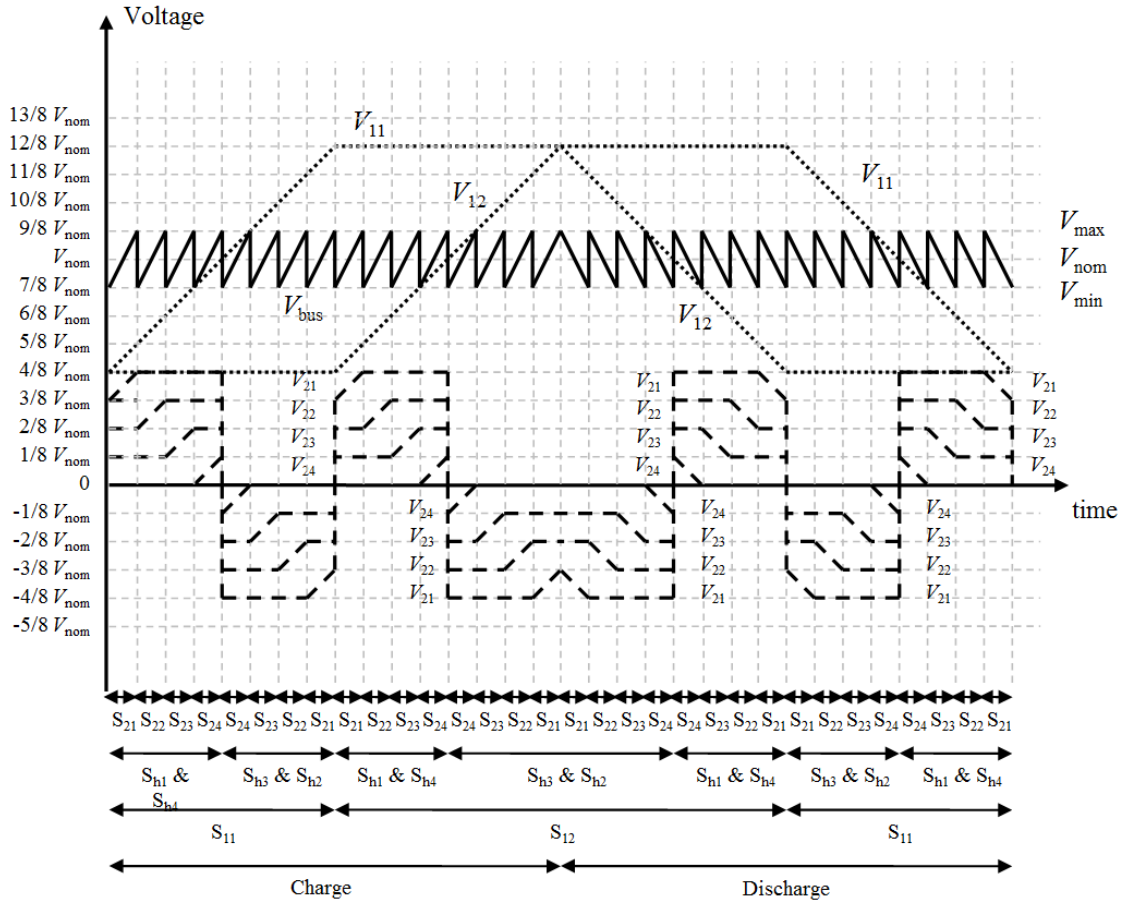 Voltage
13/8 Vnom
12/8 Vnom
11/8 Vnom
10/8 Vnom
9/8 Vnom
Vnom
7/8 Vnom
6/8 Vnom
5/8 Vnom
4/8 Vnom
3/8 Vnom
2/8 Vnom
1/8 Vnom
0
-1/8 Vnom
-2/8 Vnom
-3/8 Vnom
-4/8 Vnom
-5/8 Vnom
V11
V12
Vbus
V12
V11
Vmax
Vnom
Vmin
time
V21
V22
V23
V24
V24
V23
V22
V21
V21
V22
V23
V24
V24
V23
V22
V21
V21
V22
V23
V24
V24
V23
V22
V21
S21 S22 S23 S24 S24 S23 S22 S21 S21 S22 S23 S24 S24 S23 S22 S21 S21 S22 S23 S24 S24 S23 S22 S21 S21 S22 S23 S24 S24 S23 S22 S21
Sh1 &
Sh4
Sh3 & Sh2
Sh1 & Sh4
Sh3 & Sh2
Sh1 & Sh4
Sh3 & Sh2
Sh1 & Sh4
S11
S12
S11
Charge
Discharge